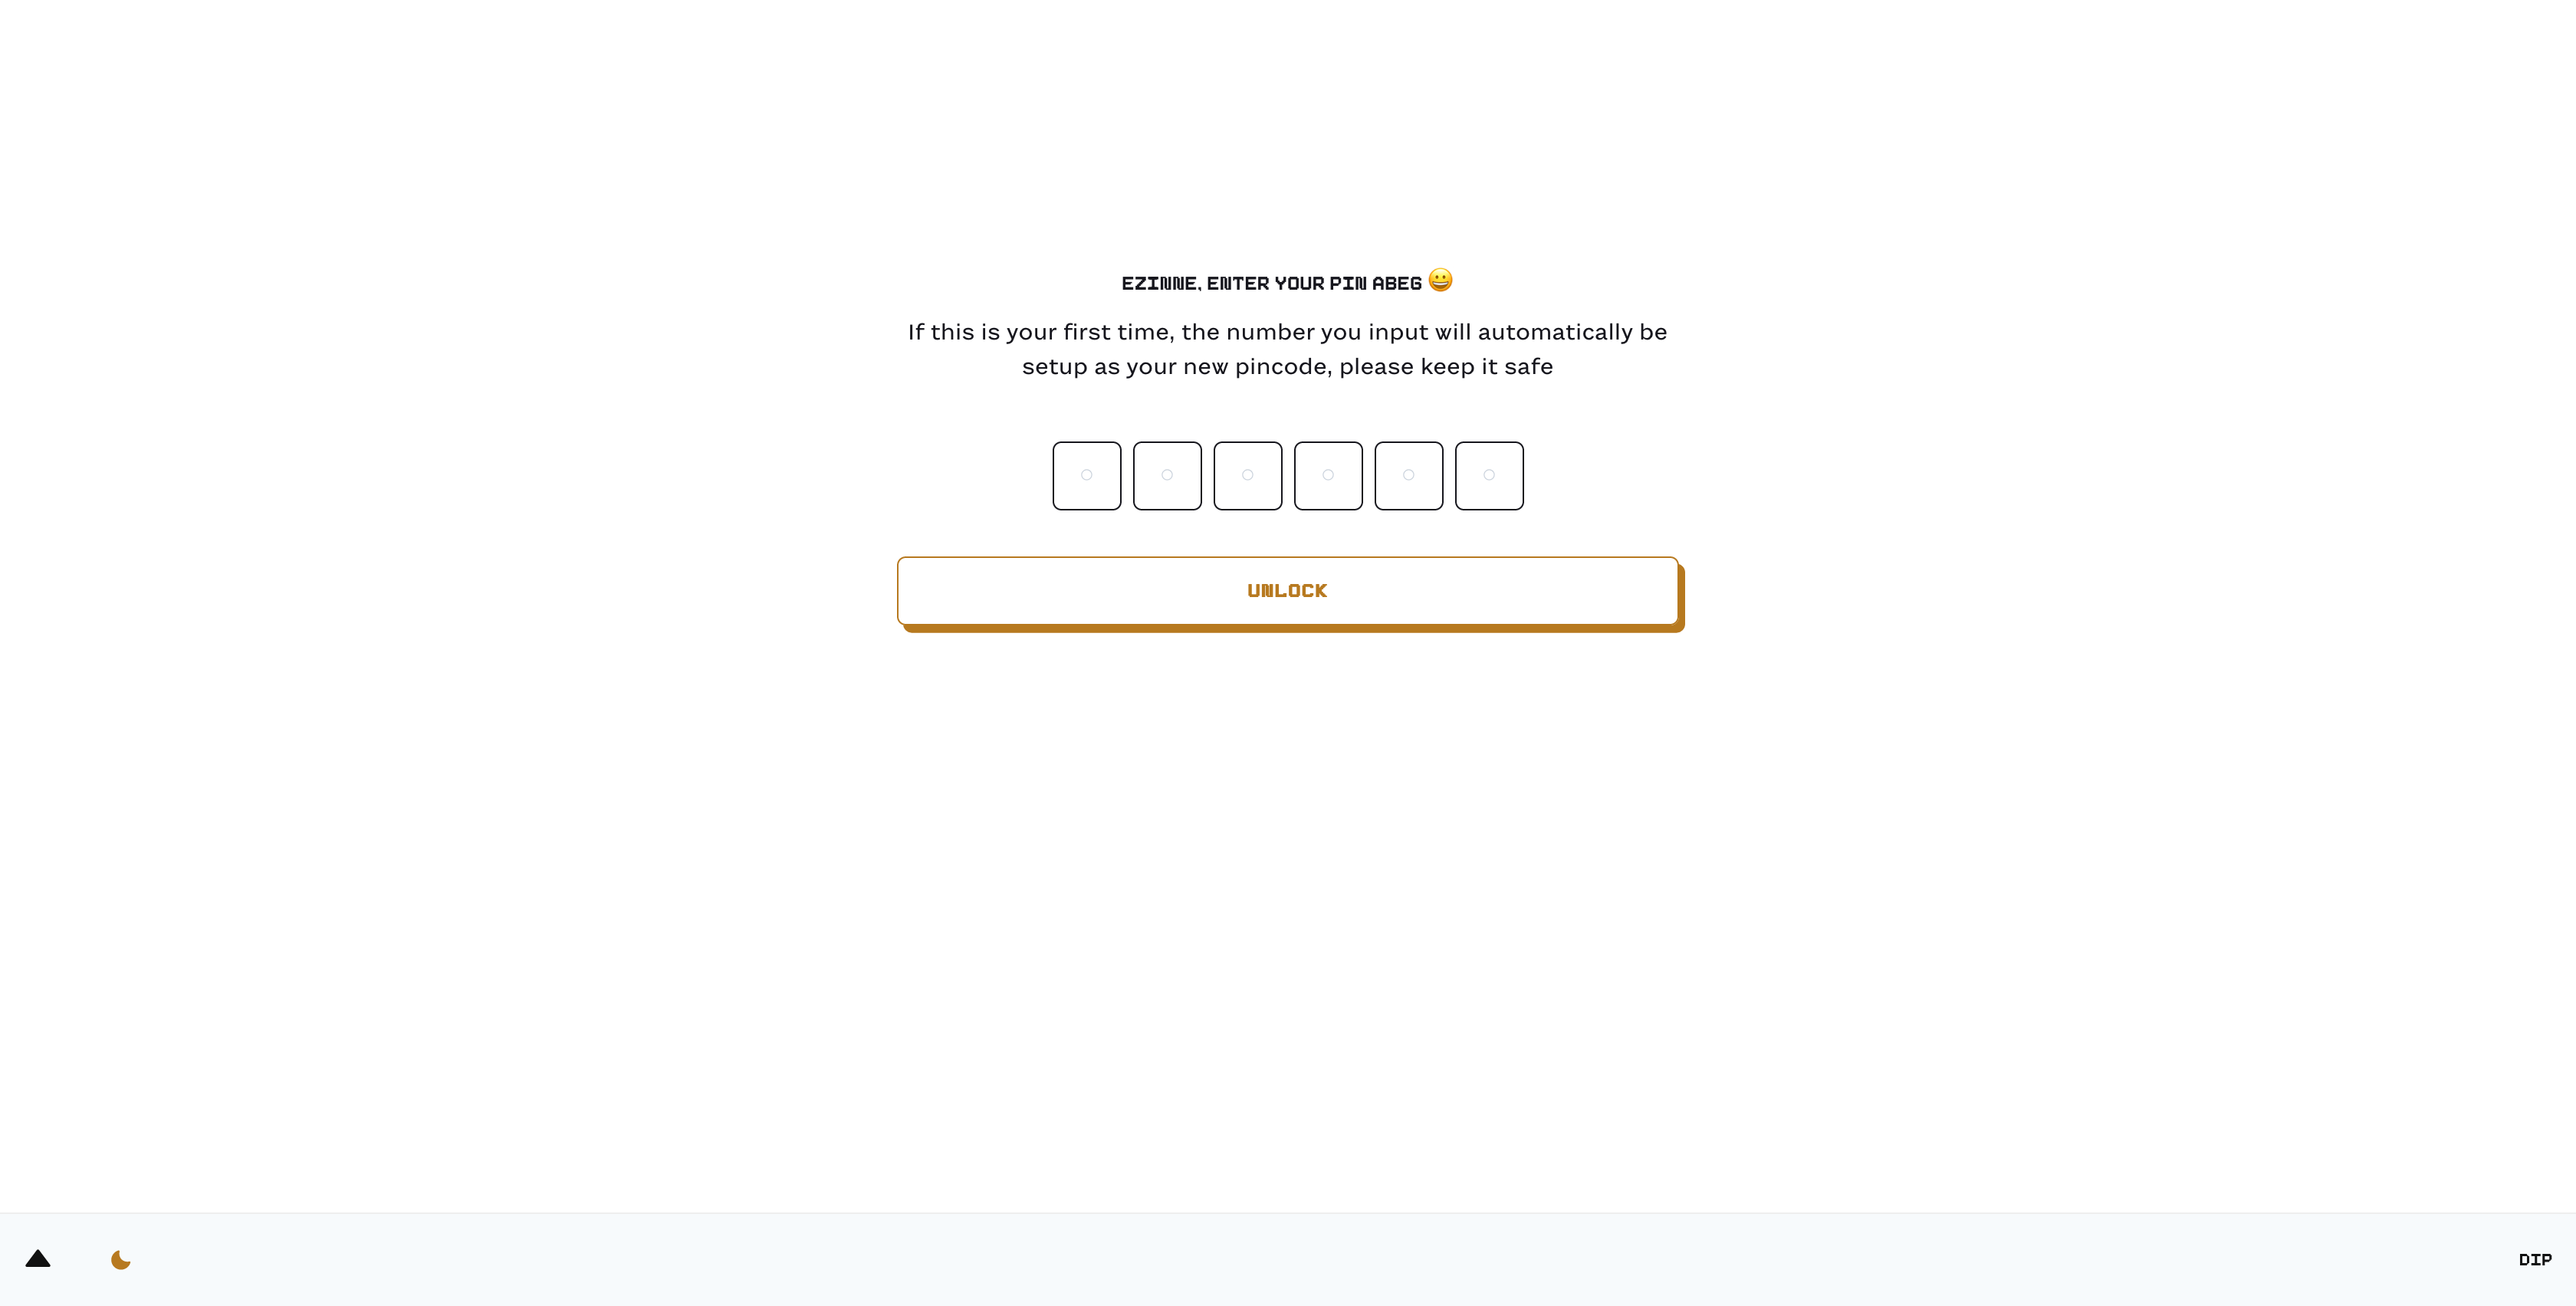 EZINNE, ENTER YOUR PIN ABEG 😀
If this is your first time, the number you input will automatically be
setup as your new pincode, please keep it safe
UNLOCK
DIP